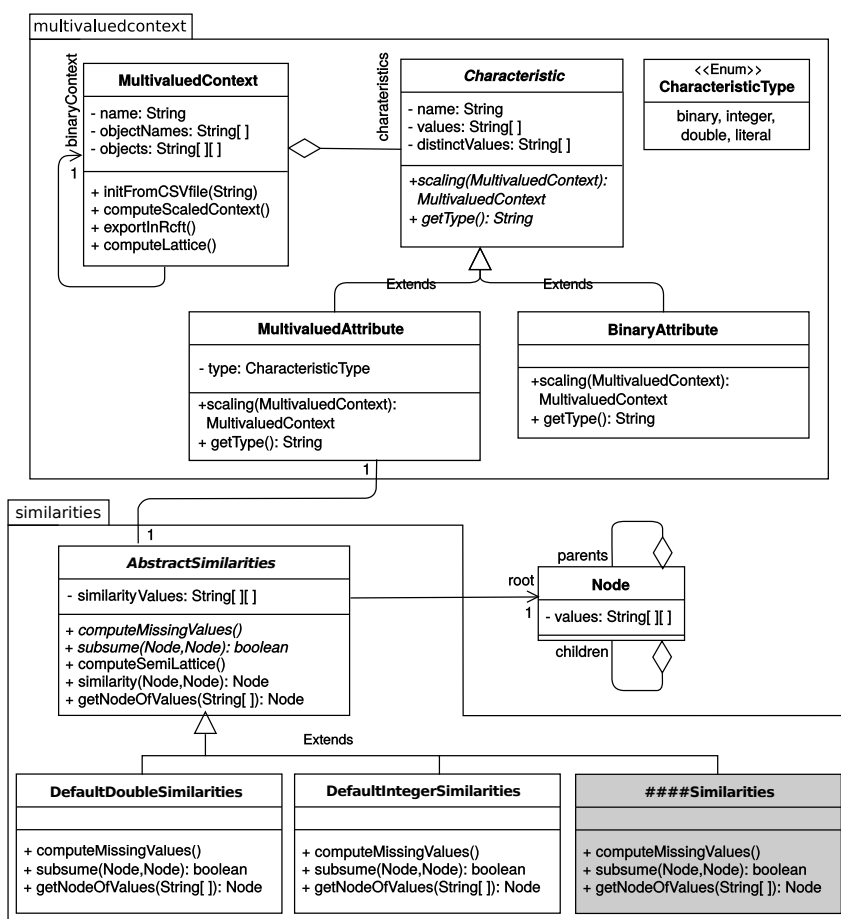 multivaluedcontext
MultivaluedContext
- name: String
- objectNames: String[ ]
- objects: String[ ][ ]
+ initFromCSVfile(String)
+ computeScaledContext()
+ exportInRcft()
+ computeLattice()
binaryContext
1
charateristics
Characteristic
- name: String
- values: String[ ]
- distinctValues: String[ ]
+scaling(MultivaluedContext):
MultivaluedContext
+ getType(): String
<<Enum>>
CharacteristicType
binary, integer,
double, literal
Extends
Extends
MultivaluedAttribute
- type: CharacteristicType
+scaling(MultivaluedContext):
MultivaluedContext
+ getType(): String
BinaryAttribute
+scaling(MultivaluedContext):
MultivaluedContext
+ getType(): String
1
similarities
1
AbstractSimilarities
- similarityValues: String[ ][ ]
+ computeMissingValues()
+ subsume(Node,Node): boolean
+ computeSemiLattice()
+ similarity(Node,Node): Node
+ getNodeOfValues(String[ ]): Node
root
1
parents
Node
- values: String[ ][ ]
children
Extends
DefaultDoubleSimilarities
+ computeMissingValues()
+ subsume(Node,Node): boolean
+ getNodeOfValues(String[ ]): Node
DefaultIntegerSimilarities
+ computeMissingValues()
+ subsume(Node,Node): boolean
+ getNodeOfValues(String[ ]): Node
####Similarities
+ computeMissingValues()
+ subsume(Node,Node): boolean
+ getNodeOfValues(String[ ]): Node